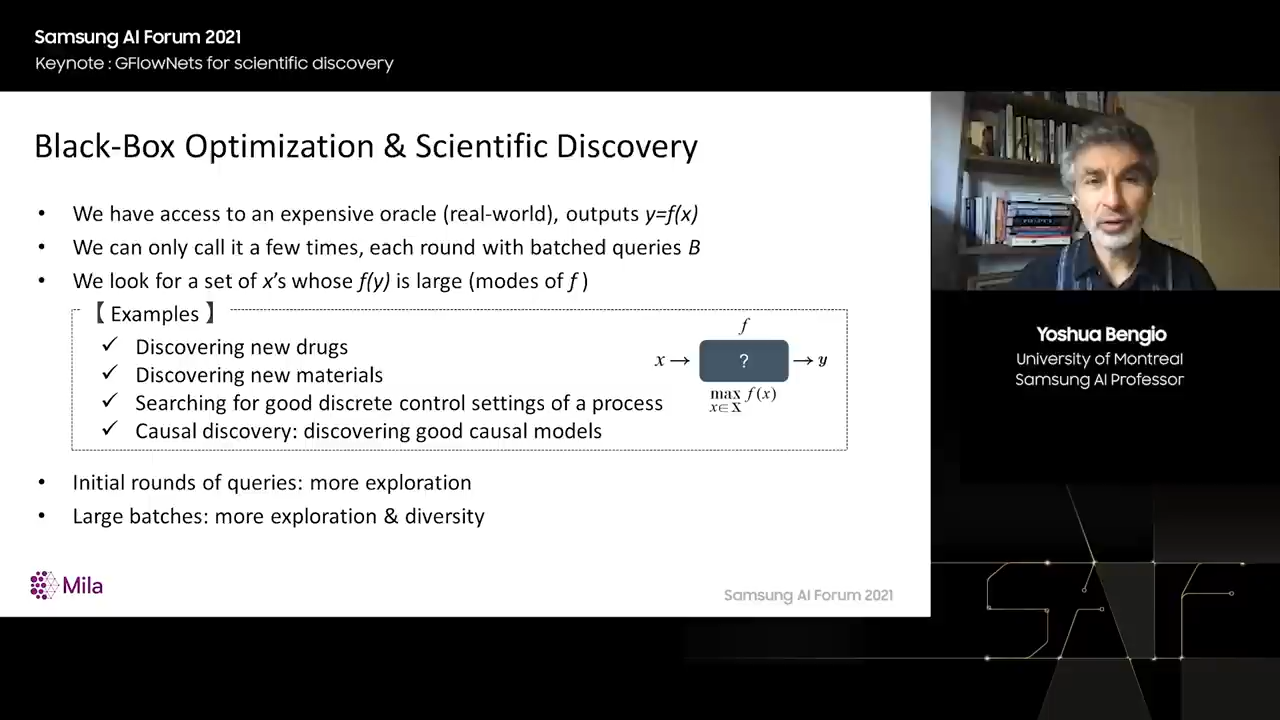 Samsung AI Forum 2021
Keynote : GFlowNets for scientific discovery
Black-Box Optimization & Scientific Discovery
• We have access to an expensive oracle (real-world), outputs y=f(x)
• We can only call it a few times, each round with batched queries B
• We look for a set of x's whose f(y) is large (modes of f )
【 Examples 】
✓ Discovering new drugs
✓ Discovering new materials
✓ Searching for good discrete control settings of a process
✓ Causal discovery: discovering good causal models
f
x → ? → y
max f(x)
x∈X
• Initial rounds of queries: more exploration
• Large batches: more exploration & diversity
Mila
Samsung AI Forum 2021
Yoshua Bengio
University of Montreal
Samsung AI Professor
SAF